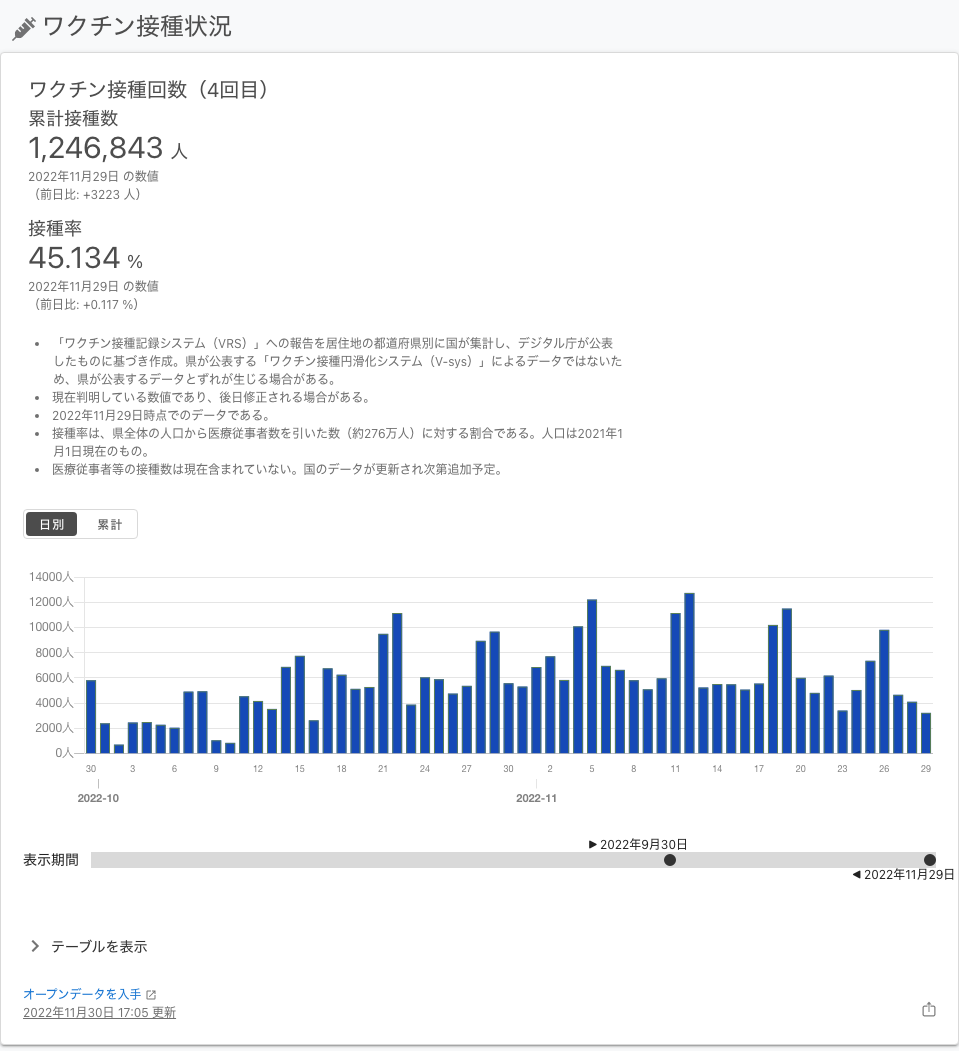 ワクチン接種状況
ワクチン接種回数（4回目）
累計接種数
1,246,843 人
2022年11月29日 の数値
（前日比: +3223 人）
接種率
45.134 %
2022年11月29日 の数値
（前日比: +0.117 %）
• 「ワクチン接種記録システム（VRS）」への報告を居住地の都道府県別に国が集計し、デジタル庁が公表
したものに基づき作成。県が公表する「ワクチン接種円滑化システム（V-sys）」によるデータではないた
め、県が公表するデータとずれが生じる場合がある。
• 現在判明している数値であり、後日修正される場合がある。
• 2022年11月29日時点でのデータである。
• 接種率は、県全体の人口から医療従事者数を引いた数（約276万人）に対する割合である。人口は2021年1
月1日現在のもの。
• 医療従事者等の接種数は現在含まれていない。国のデータが更新され次第追加予定。
日別 累計
14000人
12000人
10000人
8000人
6000人
4000人
2000人
0人
30 3 6 9 12 15 18 21 24 27 30 2 5 8 11 14 17 20 23 26 29
2022-10 2022-11
2022年9月30日
表示期間
2022年11月29日
テーブルを表示
オープンデータを入手
2022年11月30日 17:05 更新